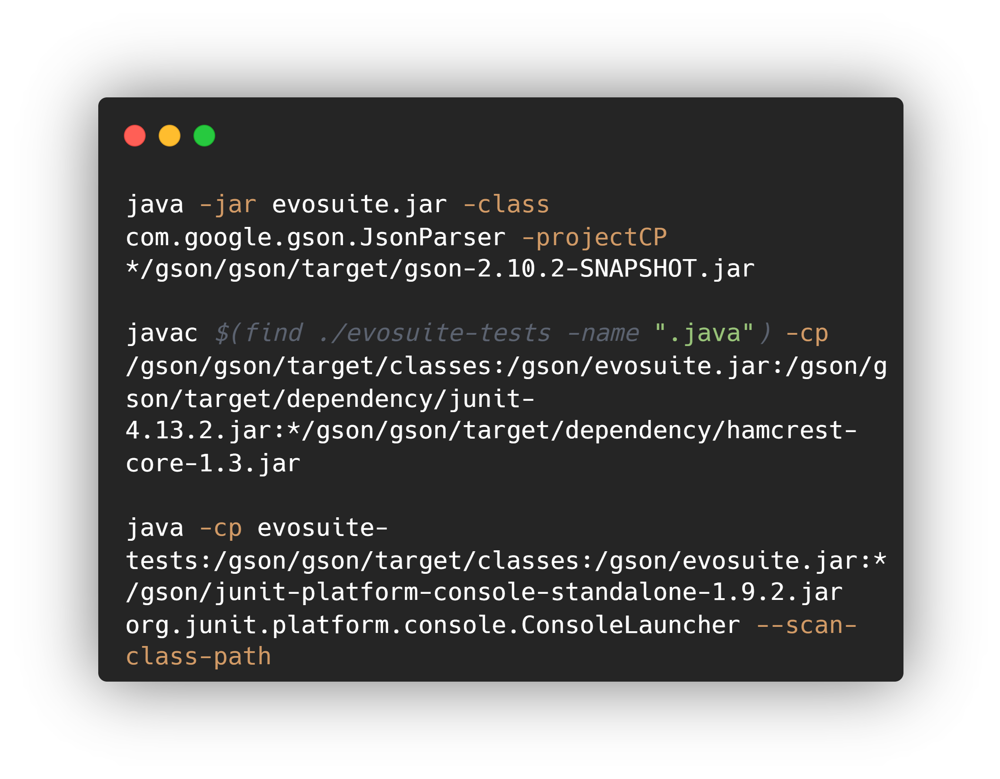 java -jar evosuite.jar -class
com.google.gson.JsonParser -projectCP
*/gson/gson/target/gson-2.10.2-SNAPSHOT.jar
javac $(find ./evosuite-tests -name ".java") -cp
/gson/gson/target/classes:/gson/evosuite.jar:/gson/g
son/target/dependency/junit-
4.13.2.jar:*/gson/gson/target/dependency/hamcrest-
core-1.3.jar
java -cp evosuite-
tests:/gson/gson/target/classes:/gson/evosuite.jar:*
/gson/junit-platform-console-standalone-1.9.2.jar
org.junit.platform.console.ConsoleLauncher --scan-
class-path